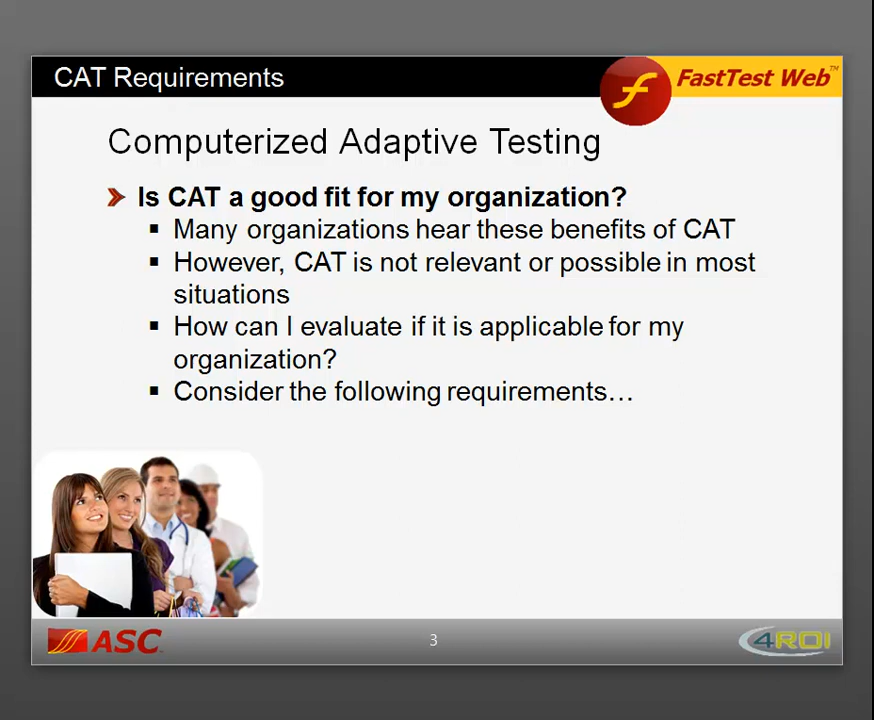 CAT Requirements
FastTest Web™
Computerized Adaptive Testing
Is CAT a good fit for my organization?
▪ Many organizations hear these benefits of CAT
▪ However, CAT is not relevant or possible in most
situations
▪ How can I evaluate if it is applicable for my
organization?
▪ Consider the following requirements…
ASC
3
4ROI